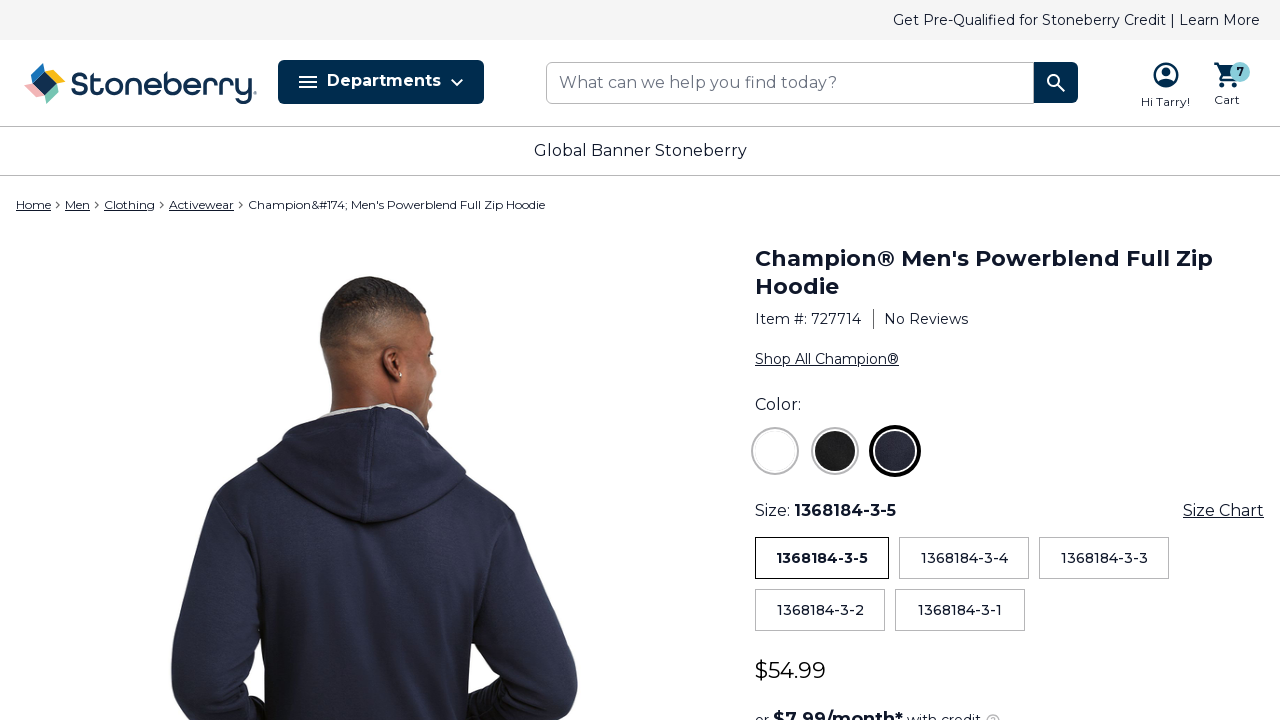 Get Pre-Qualified for Stoneberry Credit | Learn More
Stoneberry
Departments
What can we help you find today?
Hi Tarry!
7
Cart
Global Banner Stoneberry
Home > Men > Clothing > Activewear > Champion&#174; Men's Powerblend Full Zip Hoodie
Champion® Men's Powerblend Full Zip
Hoodie
Item #: 727714 | No Reviews
Shop All Champion®
Color:
Size: 1368184-3-5
Size Chart
1368184-3-5
1368184-3-4
1368184-3-3
1368184-3-2
1368184-3-1
$54.99
or $7.99/month* with credit